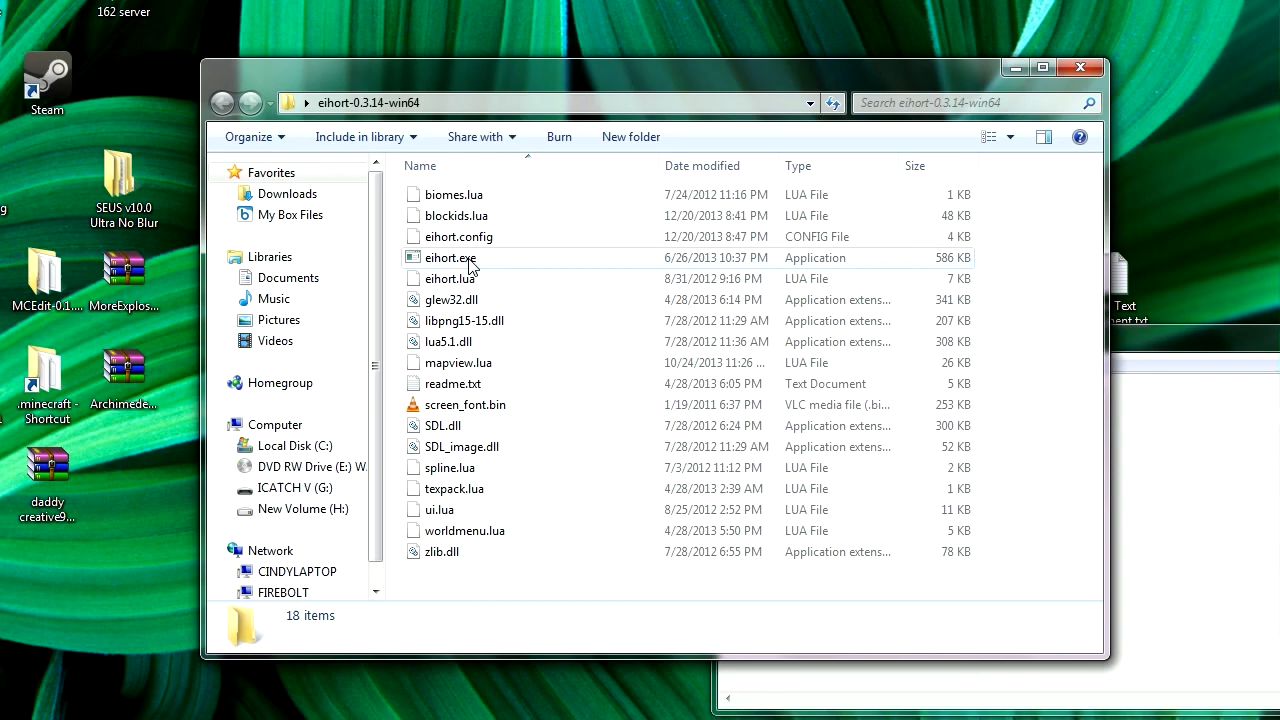 162 server
Steam
SEUS v10.0
Ultra No Blur
g
MCEdit-0.1....
MoreExplos...
.minecraft -
Shortcut
Archimede...
daddy
creative9...
Text
ent.txt
eihort-0.3.14-win64
Search eihort-0.3.14-win64
Organize
Include in library
Share with
Burn
New folder
Favorites
Downloads
My Box Files
Libraries
Documents
Music
Pictures
Videos
Homegroup
Computer
Local Disk (C:)
DVD RW Drive (E:) W
ICATCH V (G:)
New Volume (H:)
Network
CINDYLAPTOP
FIREBOLT
Name Date modified Type Size
biomes.lua 7/24/2012 11:16 PM LUA File 1 KB
blockids.lua 12/20/2013 8:41 PM LUA File 48 KB
eihort.config 12/20/2013 8:47 PM CONFIG File 4 KB
eihort.exe 6/26/2013 10:37 PM Application 586 KB
eihort.lua 8/31/2012 9:16 PM LUA File 7 KB
glew32.dll 4/28/2013 6:14 PM Application extens... 341 KB
libpng15-15.dll 7/28/2012 11:29 AM Application extens... 207 KB
lua5.1.dll 7/28/2012 11:36 AM Application extens... 308 KB
mapview.lua 10/24/2013 11:26 ... LUA File 26 KB
readme.txt 4/28/2013 6:05 PM Text Document 5 KB
screen_font.bin 1/19/2011 6:37 PM VLC media file (.bi... 253 KB
SDL.dll 7/28/2012 6:24 PM Application extens... 300 KB
SDL_image.dll 7/28/2012 11:29 AM Application extens... 52 KB
spline.lua 7/3/2012 11:12 PM LUA File 2 KB
texpack.lua 4/28/2013 2:39 AM LUA File 1 KB
ui.lua 8/25/2012 2:52 PM LUA File 11 KB
worldmenu.lua 4/28/2013 5:50 PM LUA File 5 KB
zlib.dll 7/28/2012 6:55 PM Application extens... 78 KB
18 items